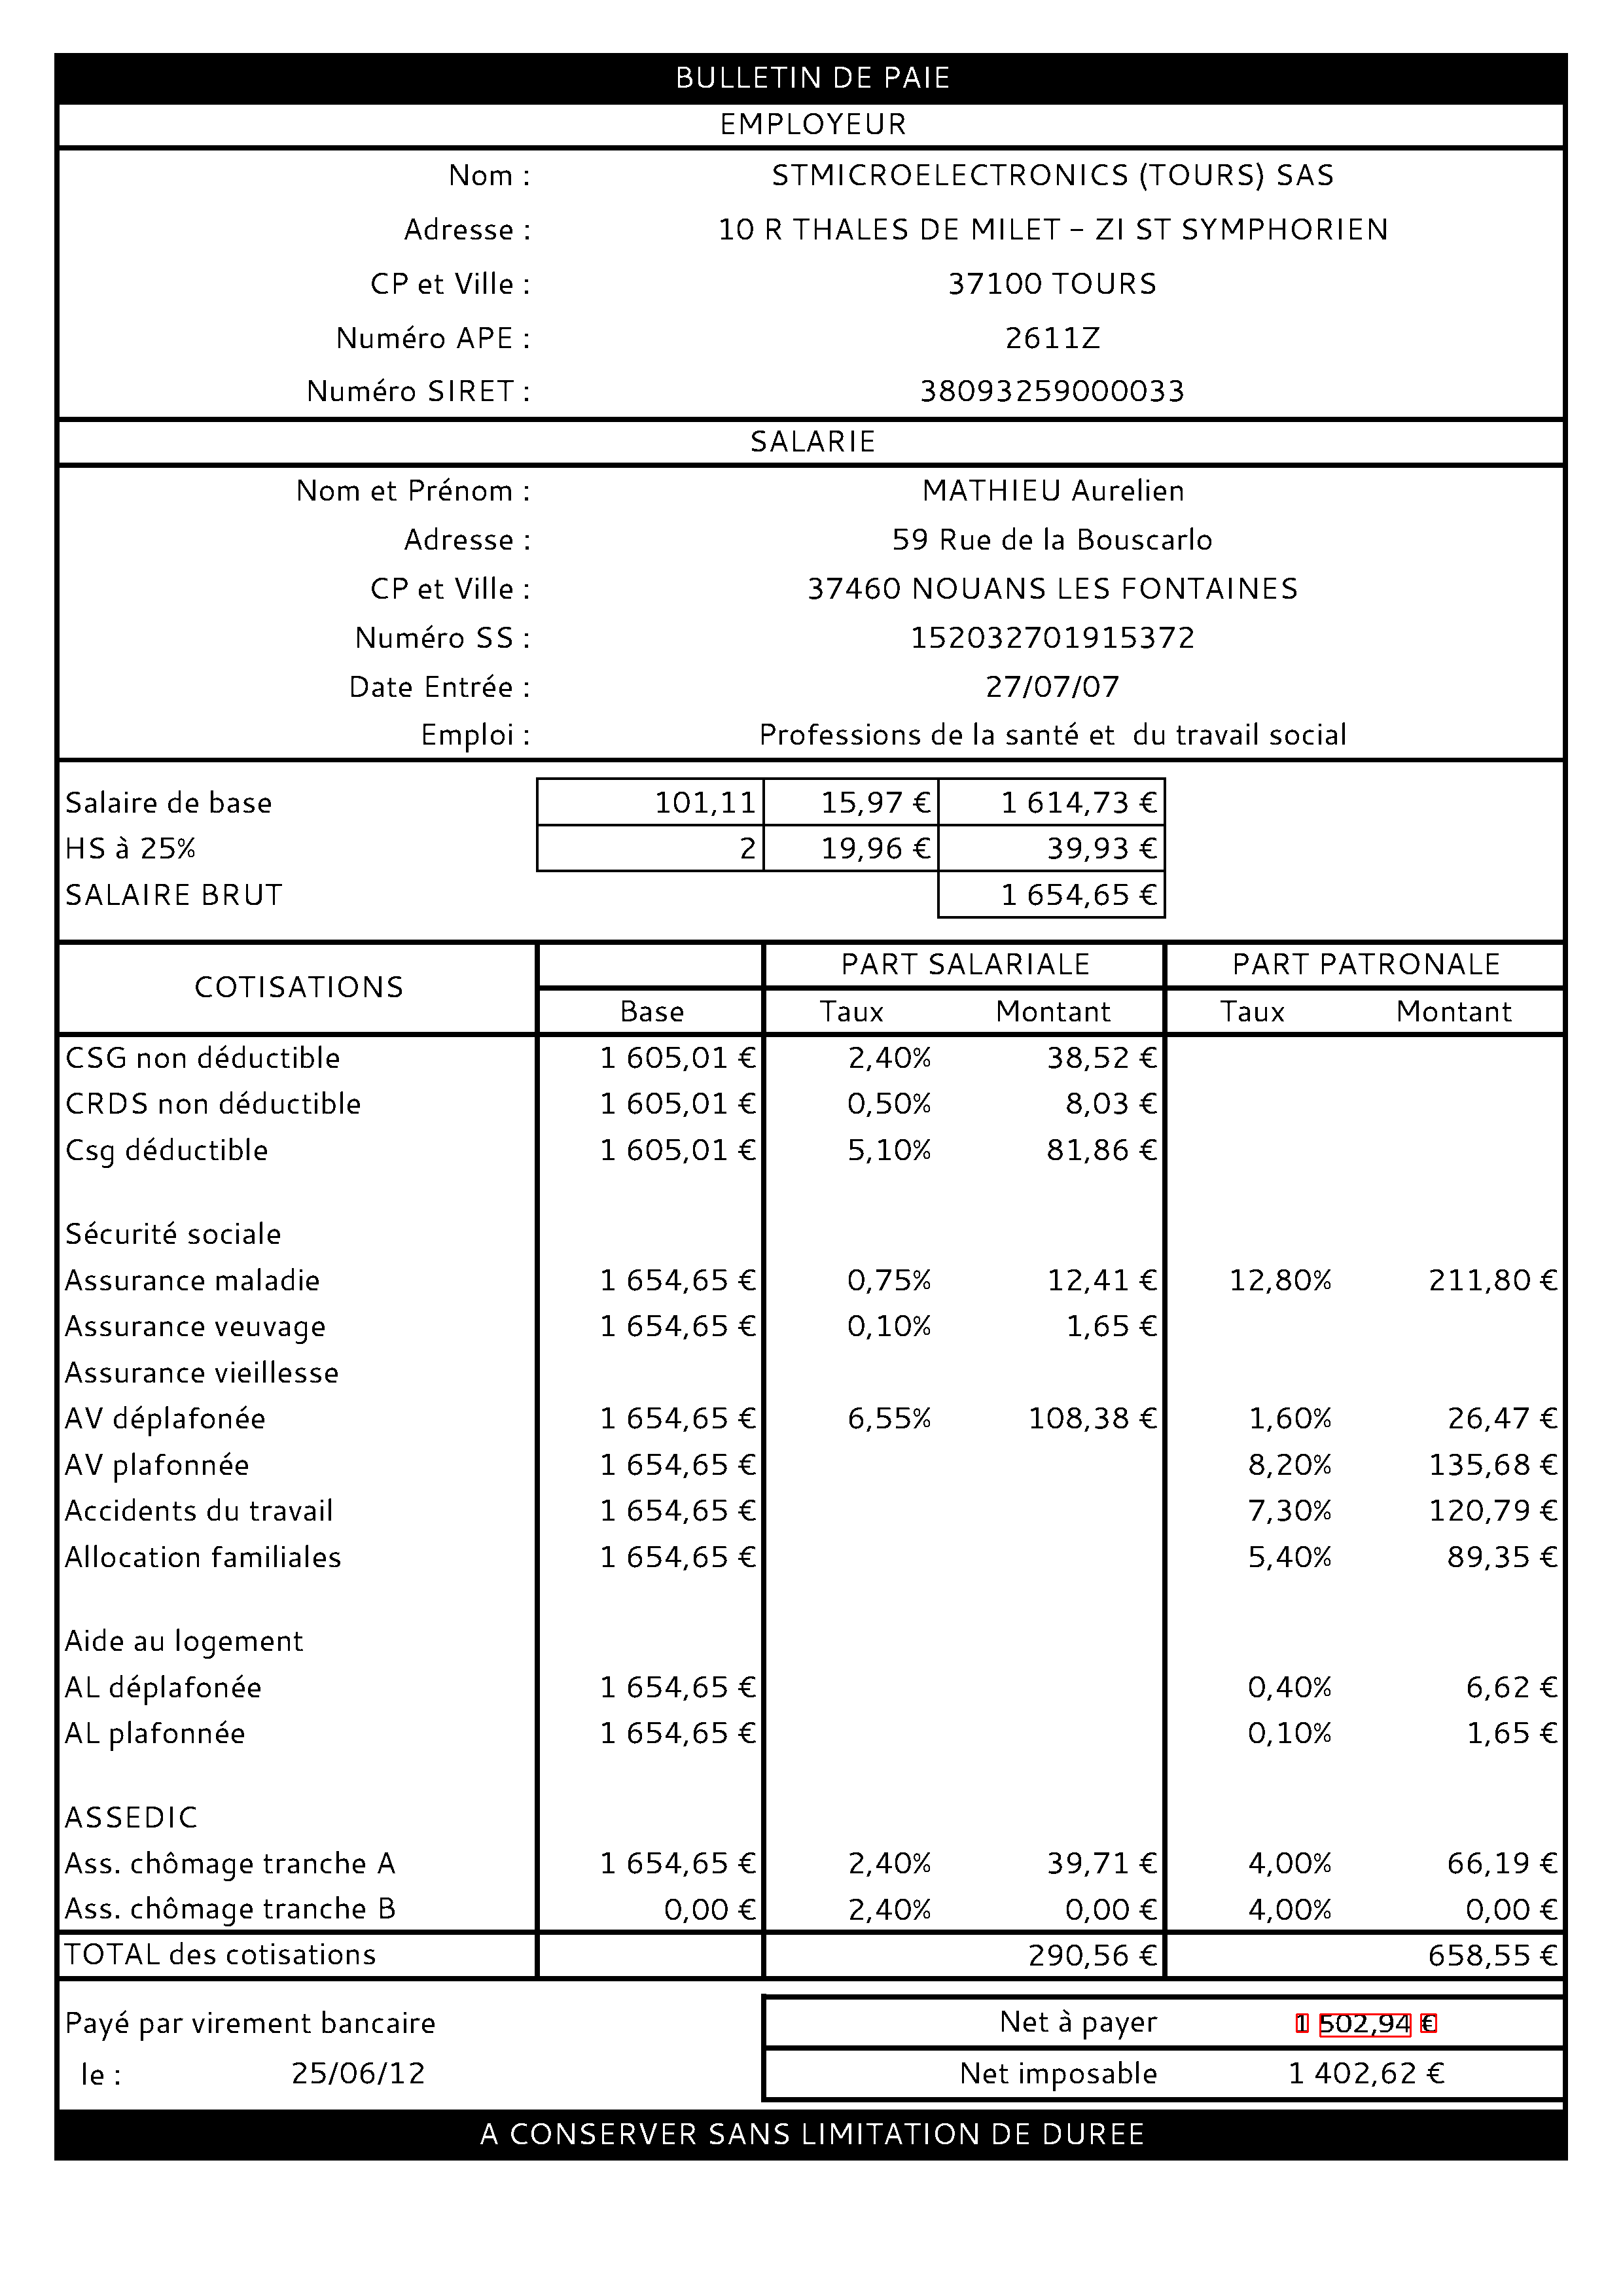 BULLETIN DE PAIE
EMPLOYEUR
Nom : STMICROELECTRONICS (TOURS) SAS
Adresse : 10 R THALES DE MILET - ZI ST SYMPHORIEN
CP et Ville : 37100 TOURS
Numéro APE : 2611Z
Numéro SIRET : 38093259000033
SALARIE
Nom et Prénom : MATHIEU Aurelien
Adresse : 59 Rue de la Bouscarlo
CP et Ville : 37460 NOUANS LES FONTAINES
Numéro SS : 152032701915372
Date Entrée : 27/07/07
Emploi : Professions de la santé et du travail social
Salaire de base 101,11 15,97 € 1 614,73 €
HS à 25% 2 19,96 € 39,93 €
SALAIRE BRUT 1 654,65 €
COTISATIONS PART SALARIALE PART PATRONALE
Base Taux Montant Taux Montant
CSG non déductible 1 605,01 € 2,40% 38,52 €
CRDS non déductible 1 605,01 € 0,50% 8,03 €
Csg déductible 1 605,01 € 5,10% 81,86 €
Sécurité sociale
Assurance maladie 1 654,65 € 0,75% 12,41 € 12,80% 211,80 €
Assurance veuvage 1 654,65 € 0,10% 1,65 €
Assurance vieillesse
AV déplafonée 1 654,65 € 6,55% 108,38 € 1,60% 26,47 €
AV plafonnée 1 654,65 € 8,20% 135,68 €
Accidents du travail 1 654,65 € 7,30% 120,79 €
Allocation familiales 1 654,65 € 5,40% 89,35 €
Aide au logement
AL déplafonée 1 654,65 € 0,40% 6,62 €
AL plafonnée 1 654,65 € 0,10% 1,65 €
ASSEDIC
Ass. chômage tranche A 1 654,65 € 2,40% 39,71 € 4,00% 66,19 €
Ass. chômage tranche B 0,00 € 2,40% 0,00 € 4,00% 0,00 €
TOTAL des cotisations 290,56 € 658,55 €
Payé par virement bancaire Net à payer 1 502,94 €
le : 25/06/12 Net imposable 1 402,62 €
A CONSERVER SANS LIMITATION DE DUREE